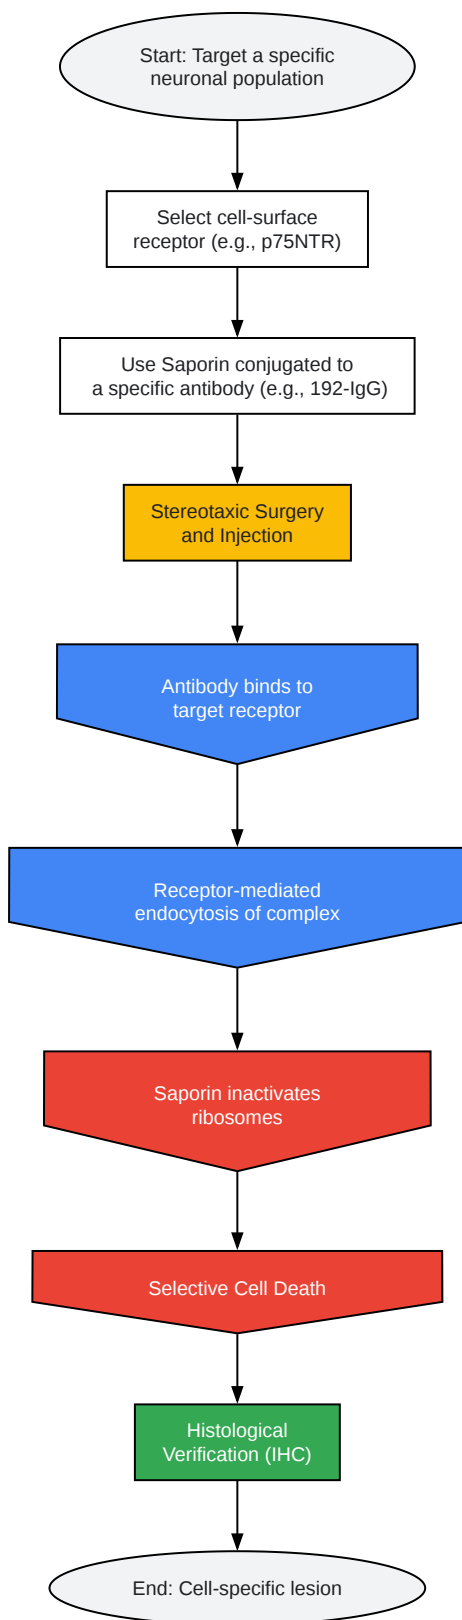 Start: Target a specific
neuronal population
Select cell-surface
receptor (e.g., p75NTR)
Use Saporin conjugated to
a specific antibody (e.g., 192-IgG)
Stereotaxic Surgery
and Injection
Antibody binds to
target receptor
Receptor-mediated
endocytosis of complex
Saporin inactivates
ribosomes
Selective Cell Death
Histological
Verification (IHC)
End: Cell-specific lesion